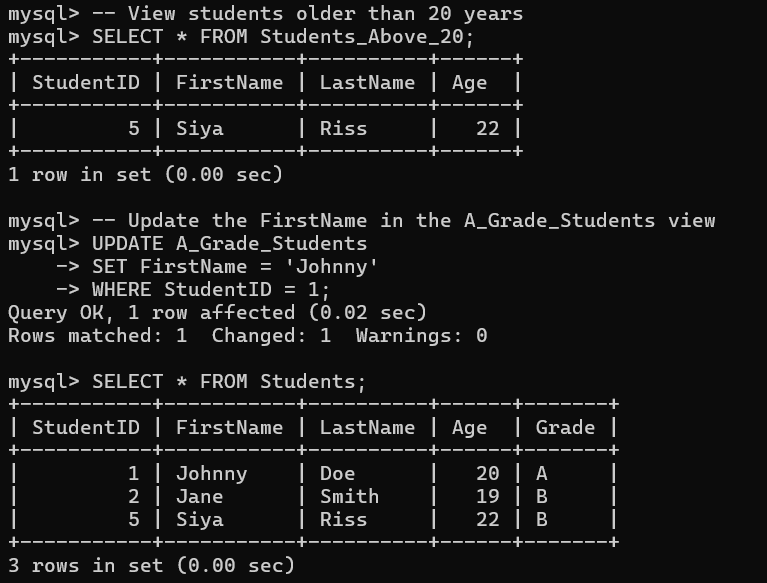 mysql> -- View students older than 20 years
mysql> SELECT * FROM Students_Above_20;
+-----------+-----------+----------+------+
| StudentID | FirstName | LastName | Age  |
+-----------+-----------+----------+------+
|         5 | Siya      | Riss     |   22 |
+-----------+-----------+----------+------+
1 row in set (0.00 sec)

mysql> -- Update the FirstName in the A_Grade_Students view
mysql> UPDATE A_Grade_Students
    -> SET FirstName = 'Johnny'
    -> WHERE StudentID = 1;
Query OK, 1 row affected (0.02 sec)
Rows matched: 1  Changed: 1  Warnings: 0

mysql> SELECT * FROM Students;
+-----------+-----------+----------+------+-------+
| StudentID | FirstName | LastName | Age  | Grade |
+-----------+-----------+----------+------+-------+
|         1 | Johnny    | Doe      |   20 | A     |
|         2 | Jane      | Smith    |   19 | B     |
|         5 | Siya      | Riss     |   22 | B     |
+-----------+-----------+----------+------+-------+
3 rows in set (0.00 sec)